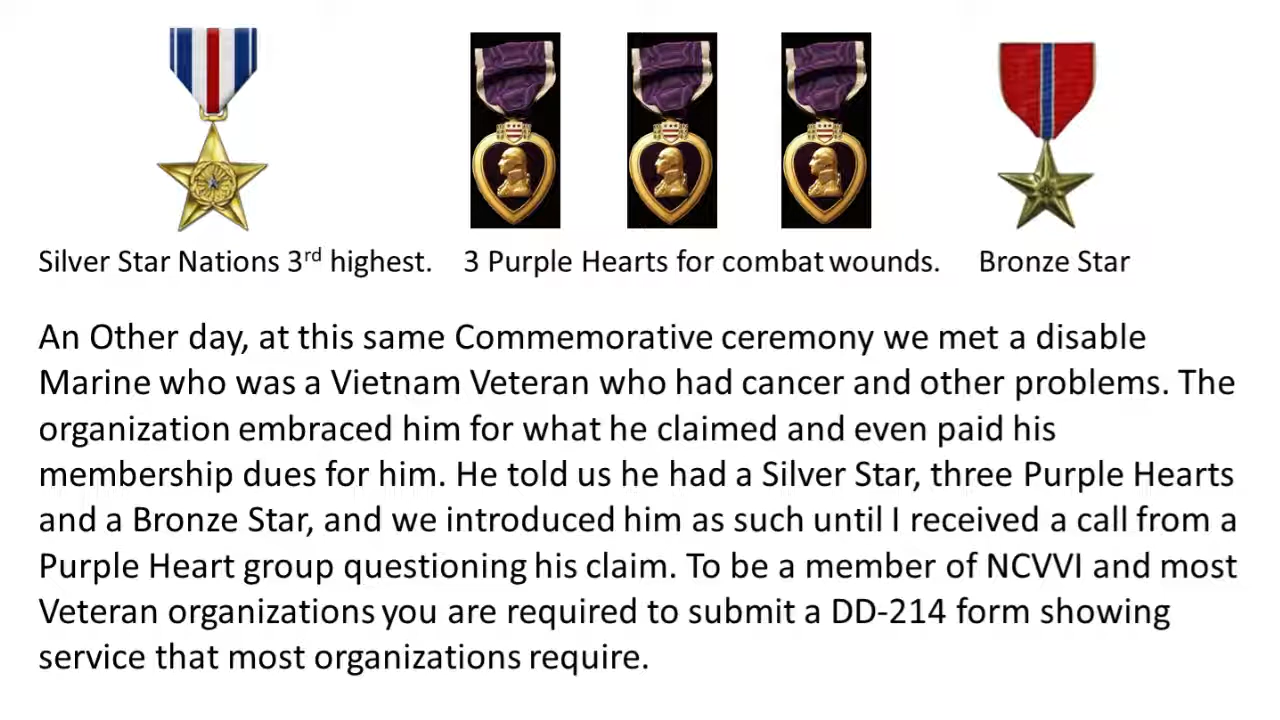 Silver Star Nations 3rd highest. 3 Purple Hearts for combat wounds. Bronze Star
An Other day, at this same Commemorative ceremony we met a disable
Marine who was a Vietnam Veteran who had cancer and other problems. The
organization embraced him for what he claimed and even paid his
membership dues for him. He told us he had a Silver Star, three Purple Hearts
and a Bronze Star, and we introduced him as such until I received a call from a
Purple Heart group questioning his claim. To be a member of NCVVI and most
Veteran organizations you are required to submit a DD-214 form showing
service that most organizations require.